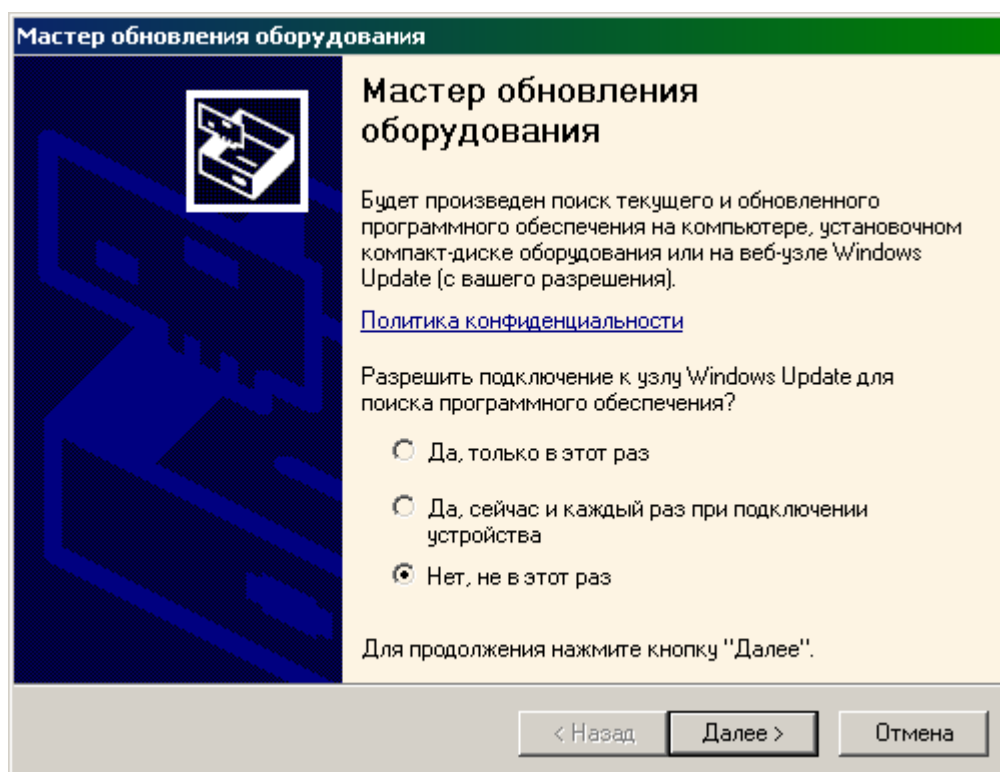 Мастер обновления оборудования
Мастер обновления
оборудования
Будет произведен поиск текущего и обновленного
программного обеспечения на компьютере, установочном
компакт-диске оборудования или на веб-узле Windows
Update (с вашего разрешения).
Политика конфиденциальности
Разрешить подключение к узлу Windows Update для
поиска программного обеспечения?
Да, только в этот раз
Да, сейчас и каждый раз при подключении
устройства
Нет, не в этот раз
Для продолжения нажмите кнопку "Далее".
< Назад Далее > Отмена